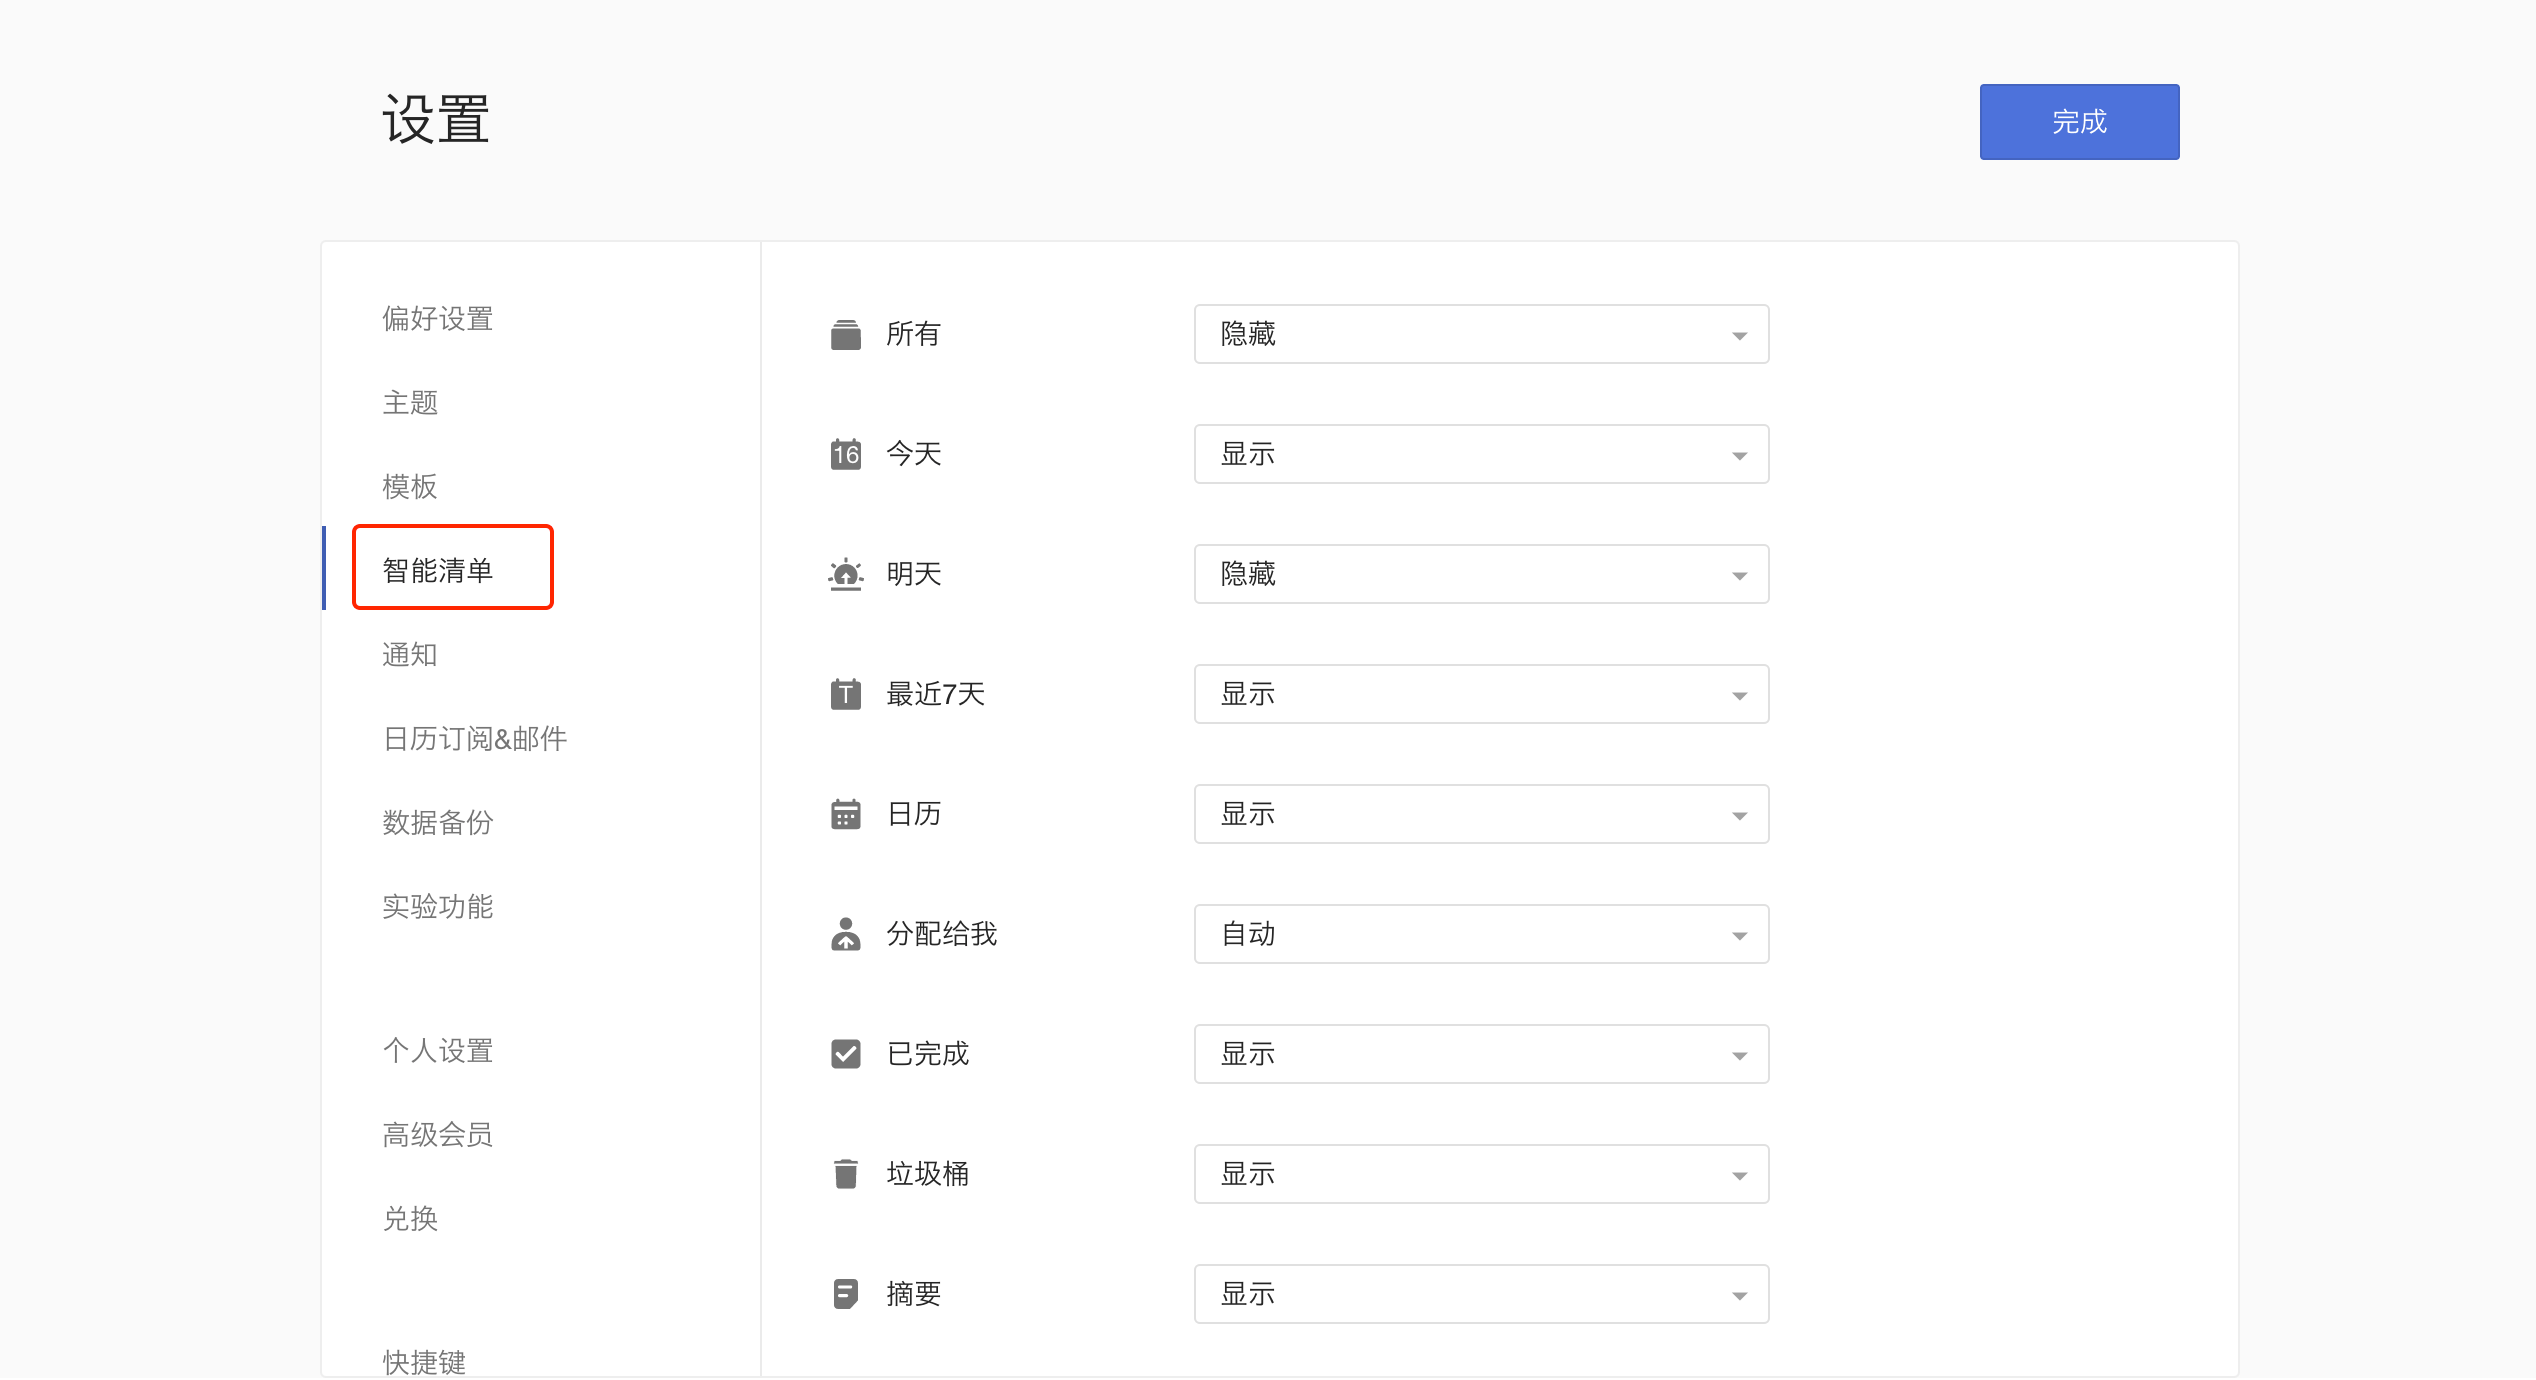 设置
完成
偏好设置
主题
模板
智能清单
通知
日历订阅&邮件
数据备份
实验功能
个人设置
高级会员
兑换
快捷键
所有
隐藏
16
今天
显示
明天
隐藏
T
最近7天
显示
日历
显示
分配给我
自动
已完成
显示
垃圾桶
显示
摘要
显示